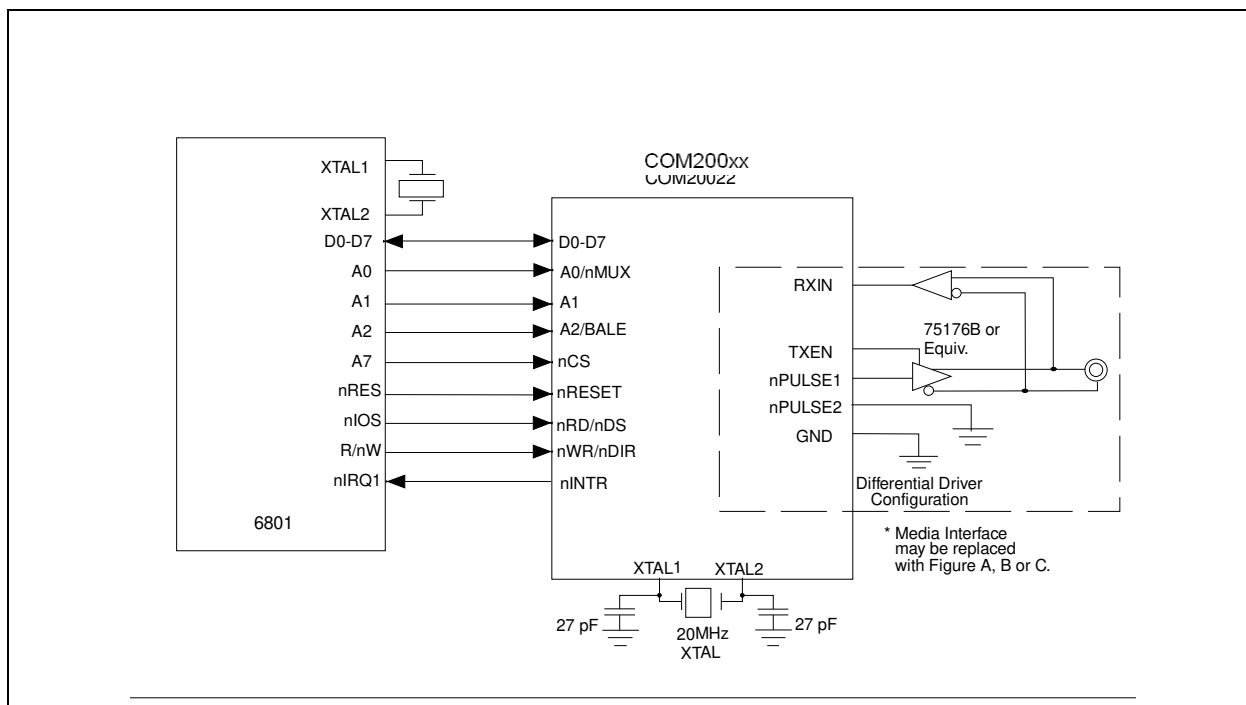 COM200xx
COM20022
XTAL1
XTAL2
D0-D7
A0
A1
A2
A7
nRES
nIOS
R/nW
nIRQ1
6801
D0-D7
A0/nMUX
A1
A2/BALE
nCS
nRESET
nRD/nDS
nWR/nDIR
nINTR
RXIN
TXEN
nPULSE1
nPULSE2
GND
75176B or
Equiv.
Differential Driver
Configuration
* Media Interface
may be replaced
with Figure A, B or C.
XTAL1
XTAL2
27 pF
20MHz
XTAL
27 pF